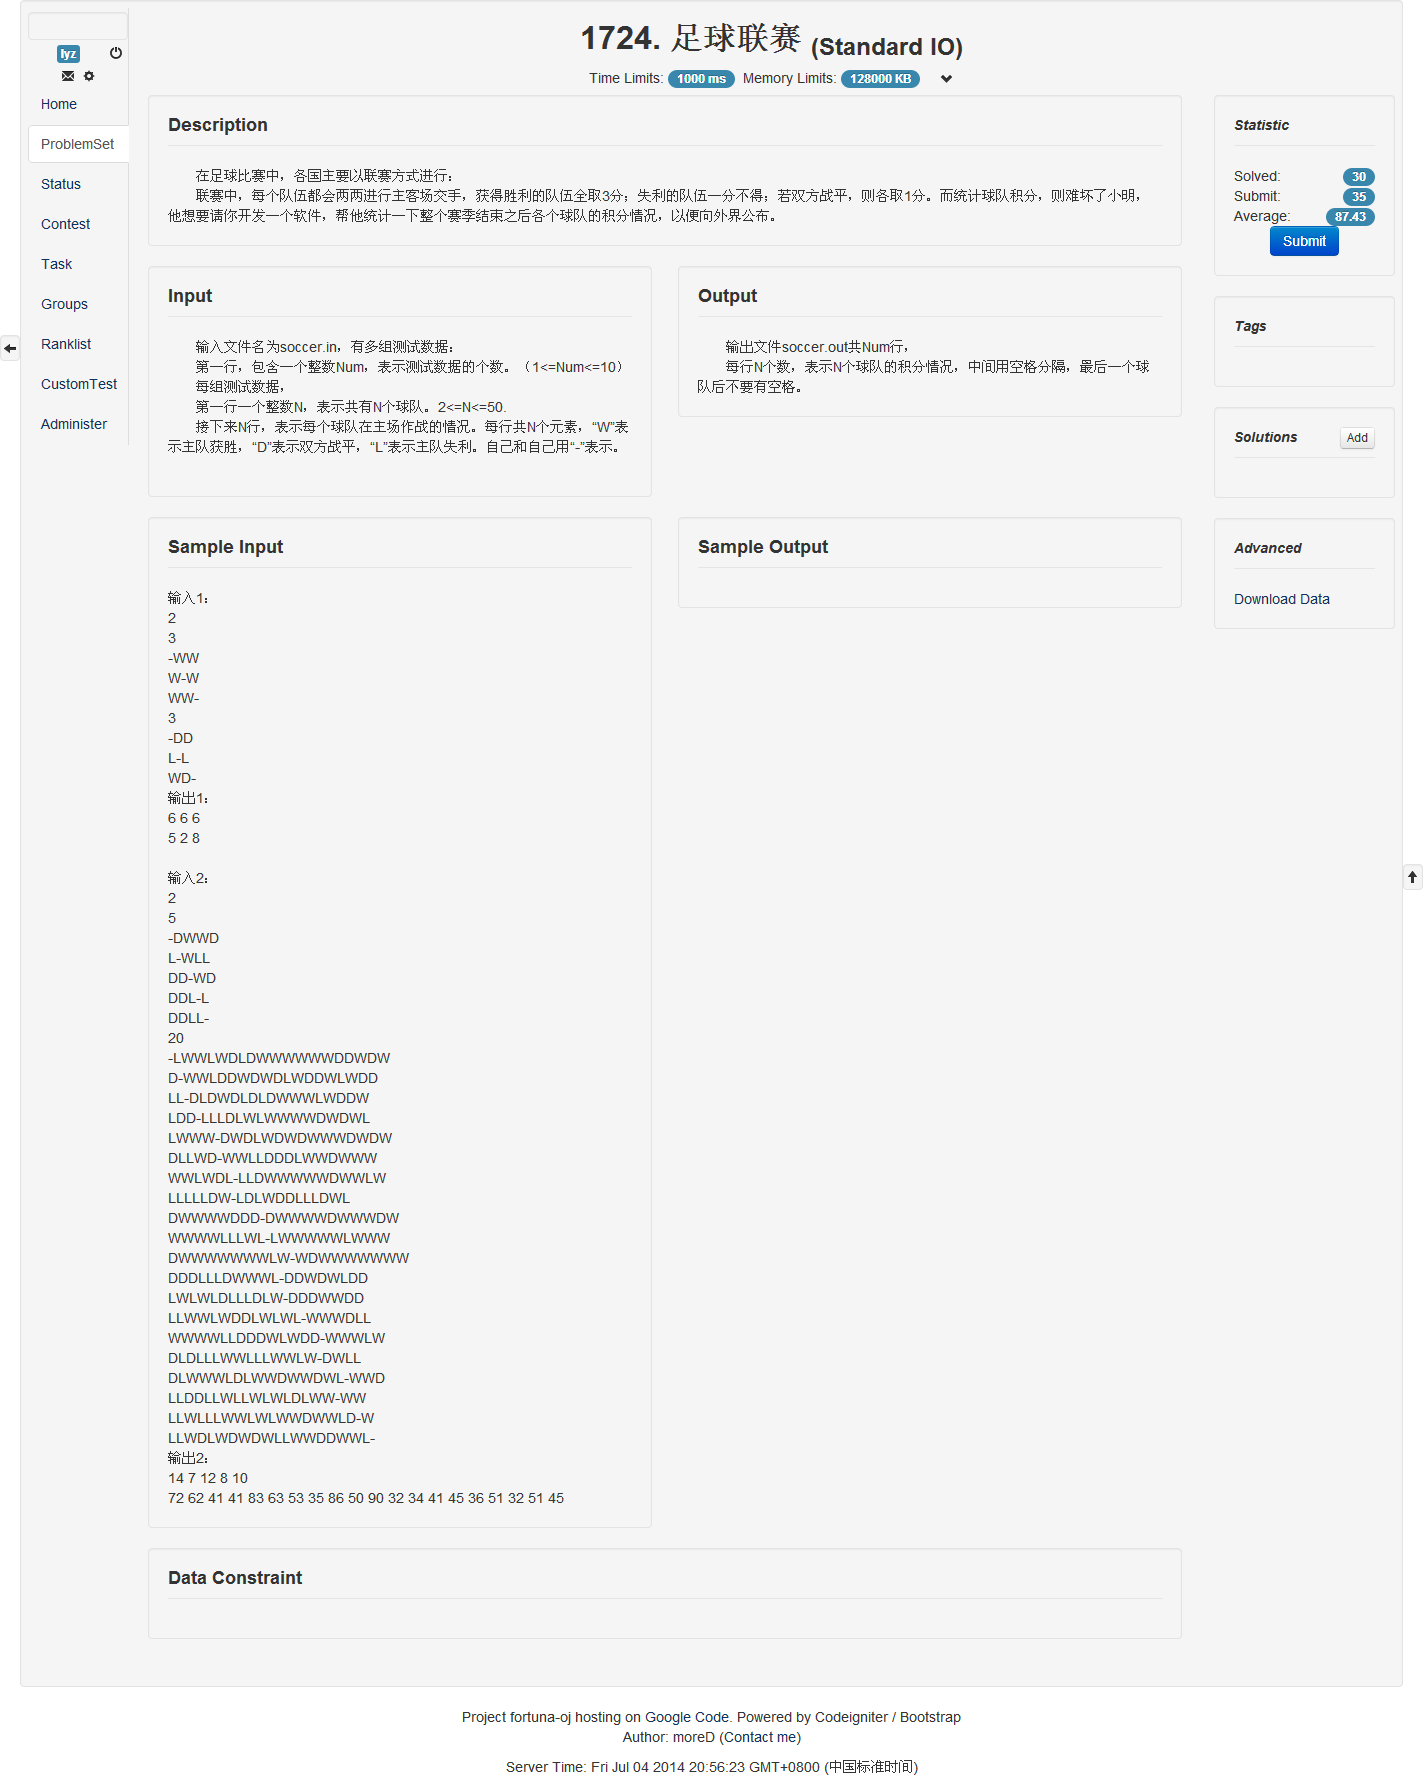 1724. 足球联赛 (Standard IO)
Time Limits: 1000 ms Memory Limits: 128000 KB
lyz
Home
ProblemSet
Status
Contest
Task
Groups
Ranklist
CustomTest
Administer
Description
在足球比赛中，各国主要以联赛方式进行：
联赛中，每个队伍都会两两进行主客场交手，获得胜利的队伍全取3分；失利的队伍一分不得；若双方战平，则各取1分。而统计球队积分，则难坏了小明，
他想要请你开发一个软件，帮他统计一下整个赛季结束之后各个球队的积分情况，以便向外界公布。
Input
输入文件名为soccer.in，有多组测试数据：
第一行，包含一个整数Num，表示测试数据的个数。（1<=Num<=10）
每组测试数据，
第一行一个整数N，表示共有N个球队。2<=N<=50.
接下来N行，表示每个球队在主场作战的情况。每行共N个元素，“W”表
示主队获胜，“D”表示双方战平，“L”表示主队失利。自己和自己用“-”表示。
Output
输出文件soccer.out共Num行，
每行N个数，表示N个球队的积分情况，中间用空格分隔，最后一个球
队后不要有空格。
Sample Input
输入1：
2
3
-WW
W-W
WW-
3
-DD
L-L
WD-
输出1：
6 6 6
5 2 8
输入2：
2
5
-DWWD
L-WLL
DD-WD
DDL-L
DDLL-
20
-LWWLWDLDWWWWWWDDWDW
D-WWLDDWDWDLWDDWLWDD
LL-DLDWDLDLDWWWLWDDW
LDD-LLLDLWLWWWWDWDWL
LWWW-DWDLWDWDWWWDWDW
DLLWD-WWLLDDDLWWDWWW
WWLWDL-LLDWWWWWDWWLW
LLLLLDW-LDLWDDLLLDWL
DWWWWDDD-DWWWWDWWWDW
WWWWLLLWL-LWWWWWLWWW
DWWWWWWWLW-WDWWWWWWW
DDDLLLDWWWL-DDWDWLDD
LWLWLDLLLDLW-DDDWWDD
LLWWLWDDLWLWL-WWWDLL
WWWWLLDDDWLWDD-WWWLW
DLDLLLWWLLLWWLW-DWLL
DLWWWLDLWWDWWDWL-WWD
LLDDLLWLLWLWLDLWW-WW
LLWLLLWWLWLWWDWWLD-W
LLWDLWDWDWLLWWDDWWL-
输出2：
14 7 12 8 10
72 62 41 41 83 63 53 35 86 50 90 32 34 41 45 36 51 32 51 45
Sample Output
Data Constraint
Statistic
Solved: 30
Submit: 35
Average: 87.43
Submit
Tags
Solutions Add
Advanced
Download Data
Project fortuna-oj hosting on Google Code. Powered by Codeigniter / Bootstrap
Author: moreD (Contact me)
Server Time: Fri Jul 04 2014 20:56:23 GMT+0800 (中国标准时间)